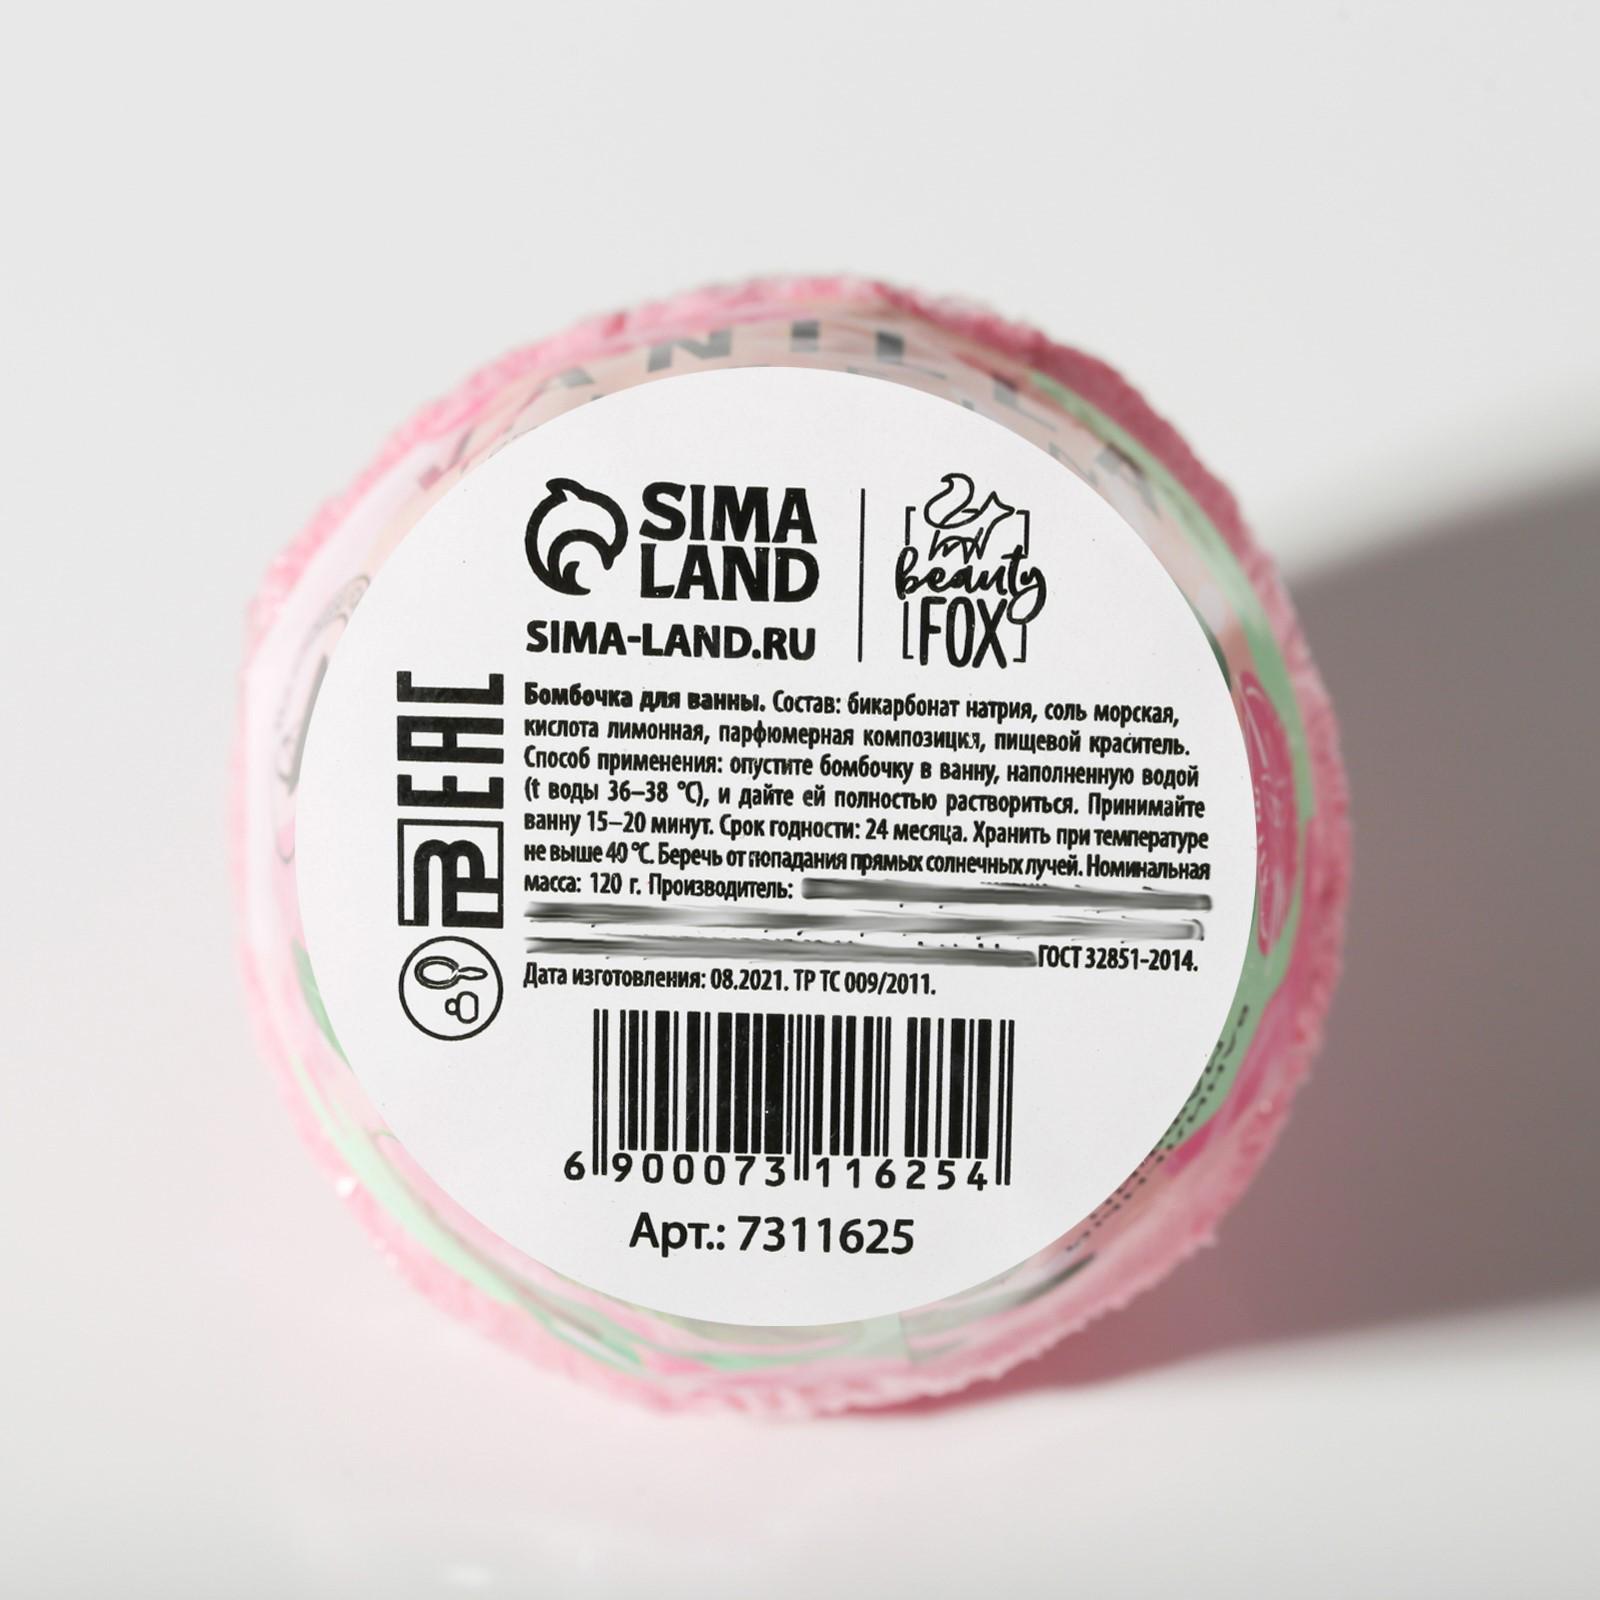 VANILLA
SIMA
LAND
SIMA-LAND.RU
beauty
FOX
EAC
Бомбочка для ванны. Состав: бикарбонат натрия, соль морская,
кислота лимонная, парфюмерная композиция, пищевой краситель.
Способ применения: опустите бомбочку в ванну, наполненную водой
(t воды 36–38 °С), и дайте ей полностью раствориться. Принимайте
ванну 15–20 минут. Срок годности: 24 месяца. Хранить при температуре
не выше 40 °С. Беречь от попадания прямых солнечных лучей. Номинальная
масса: 120 г. Производитель:
ГОСТ 32851-2014.
Дата изготовления: 08.2021. ТР ТС 009/2011.
6 900073 116254
Арт.: 7311625